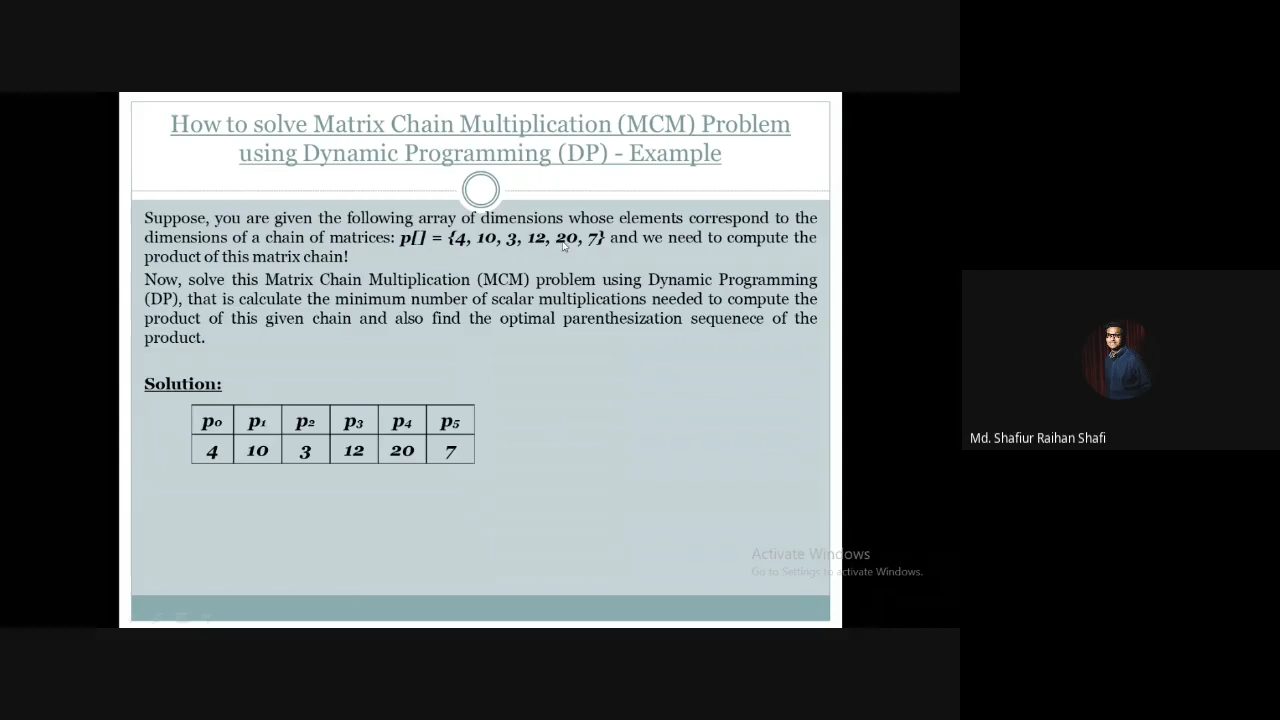 How to solve Matrix Chain Multiplication (MCM) Problem
using Dynamic Programming (DP) - Example
Suppose, you are given the following array of dimensions whose elements correspond to the
dimensions of a chain of matrices: p[] = {4, 10, 3, 12, 20, 7} and we need to compute the
product of this matrix chain!
Now, solve this Matrix Chain Multiplication (MCM) problem using Dynamic Programming
(DP), that is calculate the minimum number of scalar multiplications needed to compute the
product of this given chain and also find the optimal parenthesization sequenece of the
product.
Solution:
p0 p1 p2 p3 p4 p5
4 10 3 12 20 7
Md. Shafiur Raihan Shafi
Activate Windows
Go to Settings to activate Windows.